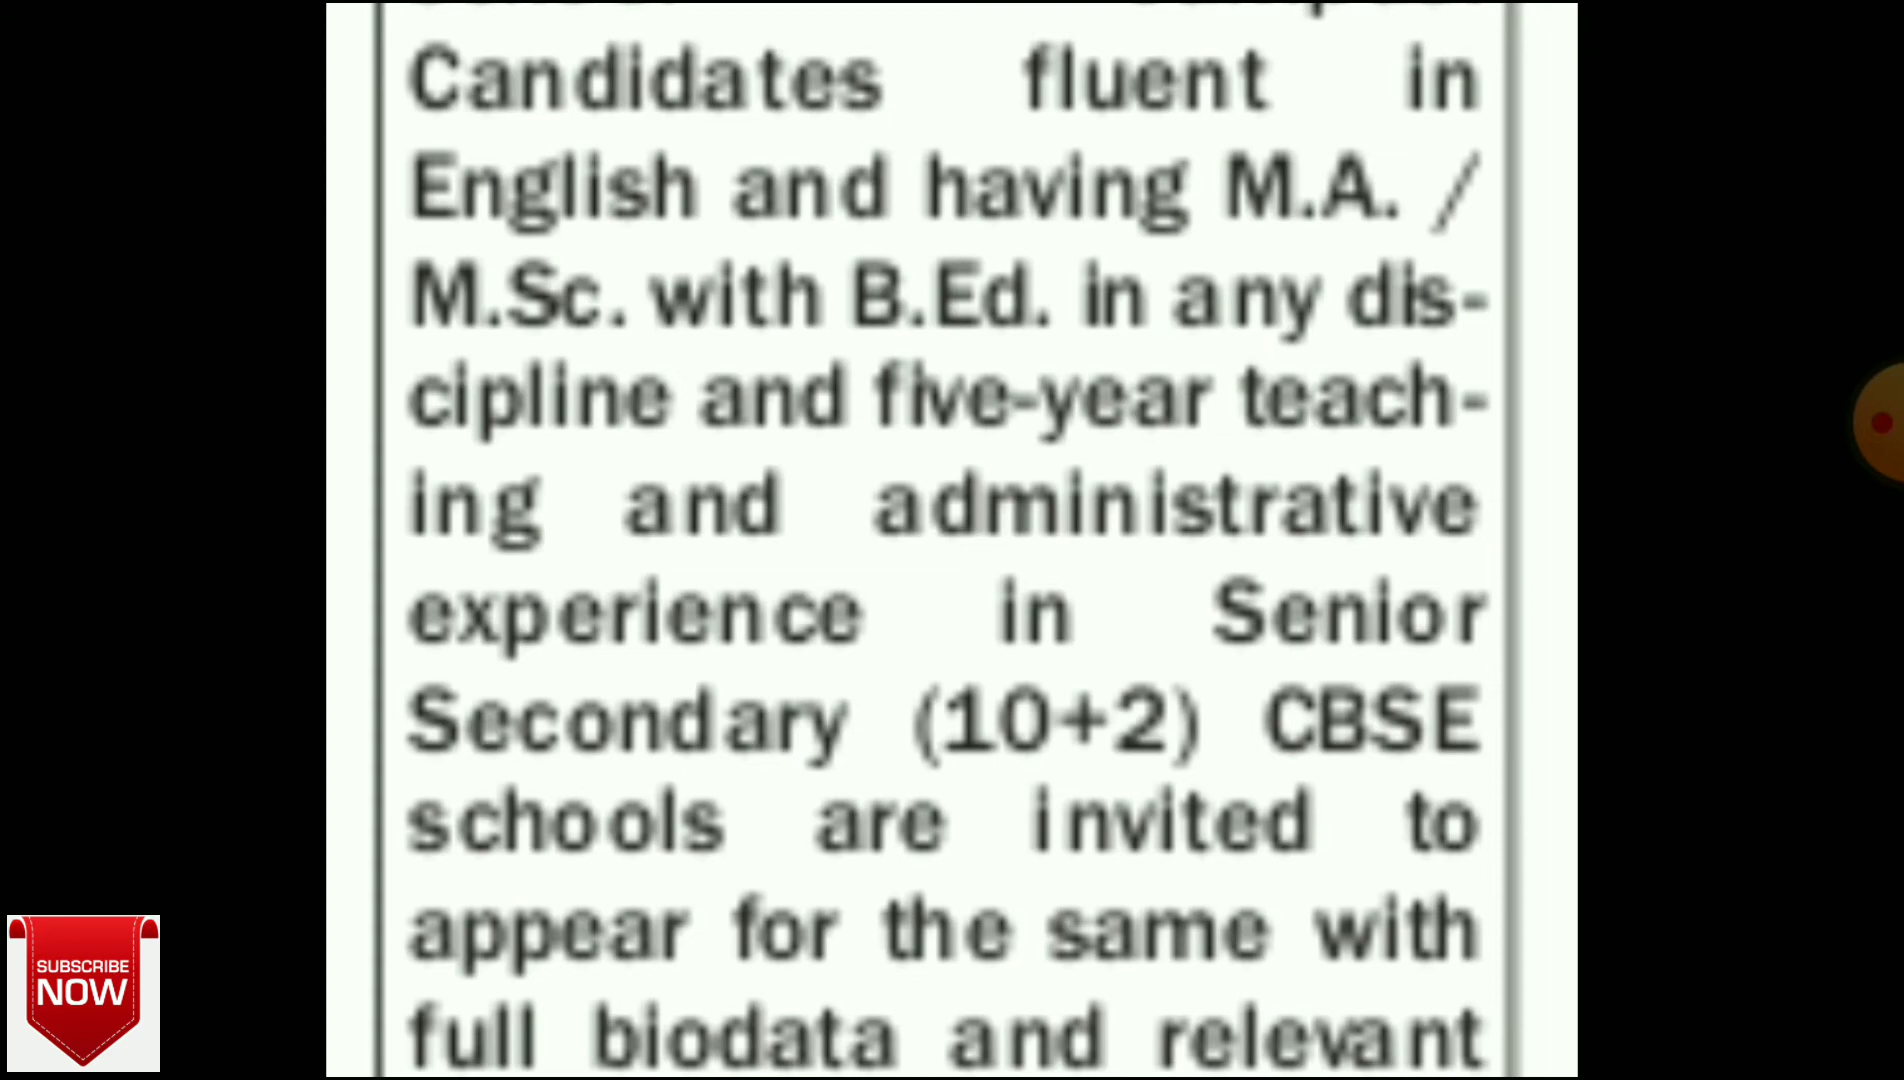 Candidates fluent in
English and having M.A. /
M.Sc. with B.Ed. in any dis-
cipline and five-year teach-
ing and administrative
experience in Senior
Secondary (10+2) CBSE
schools are invited to
appear for the same with
full biodata and relevant
SUBSCRIBE
NOW